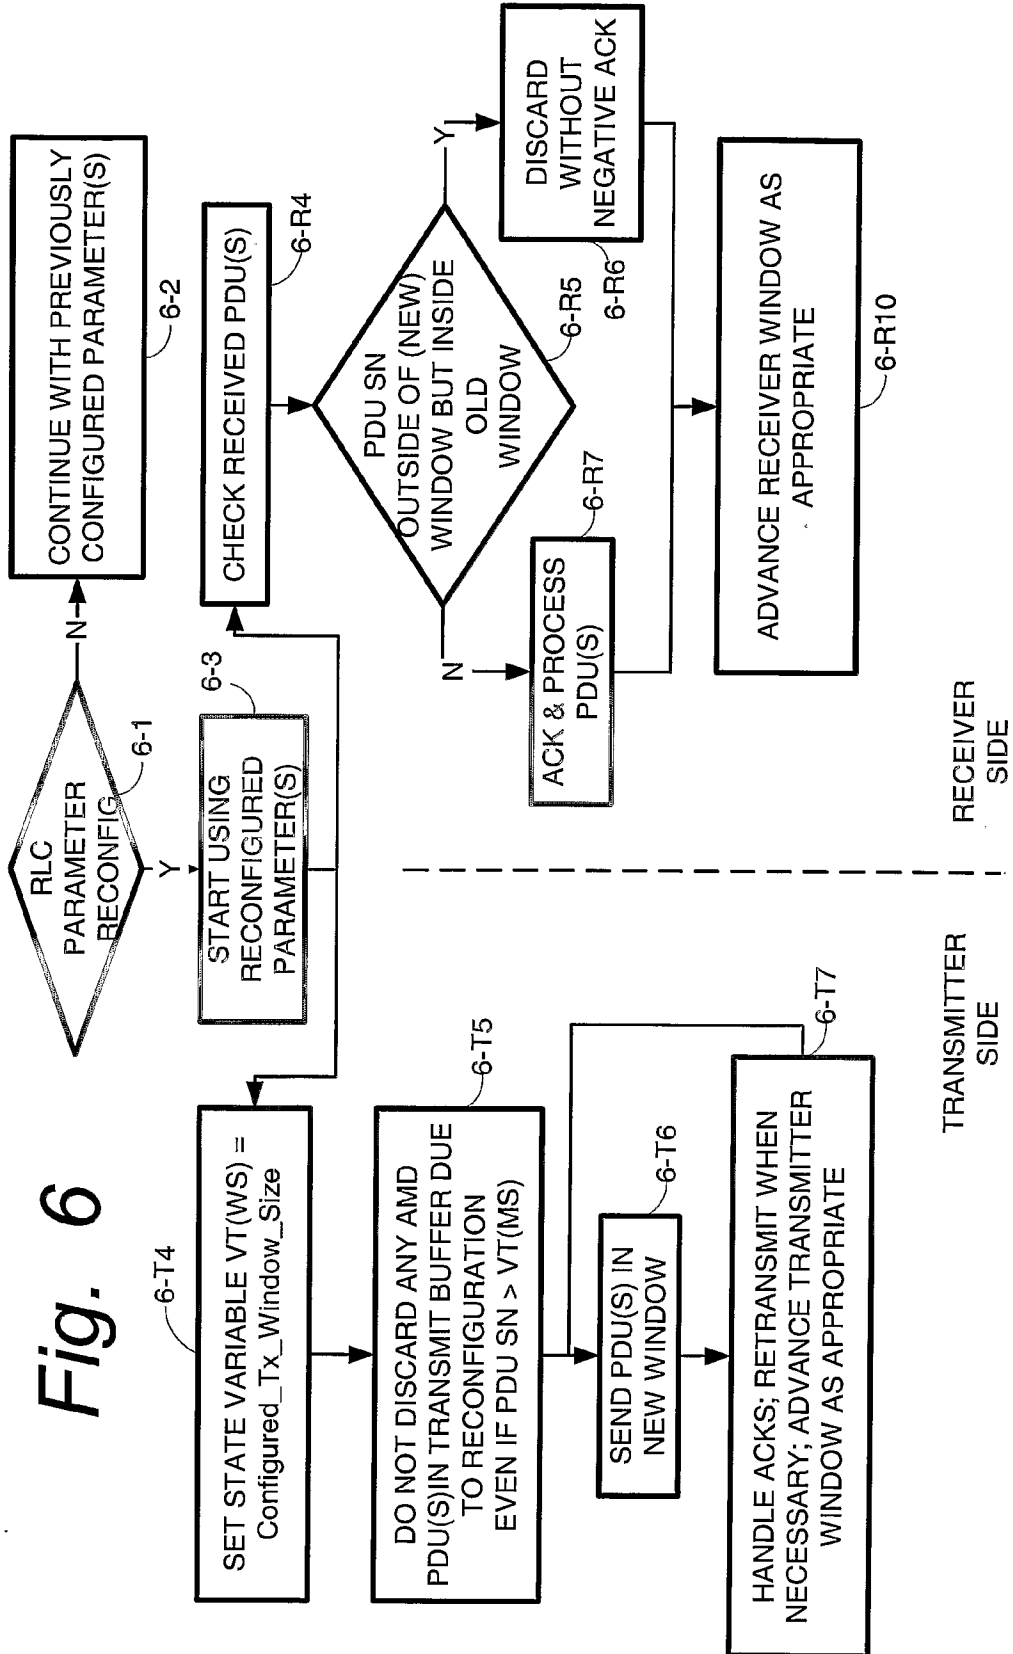 Fig. 6
RLC
PARAMETER
RECONFIG
6-1
N
CONTINUE WITH PREVIOUSLY
CONFIGURED PARAMETER(S)
6-2
Y
START USING
RECONFIGURED
PARAMETER(S)
6-3
6-T4
SET STATE VARIABLE VT(WS) =
Configured_Tx_Window_Size
DO NOT DISCARD ANY AMD
PDU(S)IN TRANSMIT BUFFER DUE
TO RECONFIGURATION
EVEN IF PDU SN > VT(MS)
6-T5
SEND PDU(S) IN
NEW WINDOW
6-T6
HANDLE ACKS; RETRANSMIT WHEN
NECESSARY; ADVANCE TRANSMITTER
WINDOW AS APPROPRIATE
6-T7
TRANSMITTER
SIDE
CHECK RECEIVED PDU(S)
6-R4
PDU SN
OUTSIDE OF (NEW)
WINDOW BUT INSIDE
OLD
WINDOW
6-R5
N
Y
ACK & PROCESS
PDU(S)
6-R7
DISCARD
WITHOUT
NEGATIVE ACK
6-R6
ADVANCE RECEIVER WINDOW AS
APPROPRIATE
6-R10
RECEIVER
SIDE